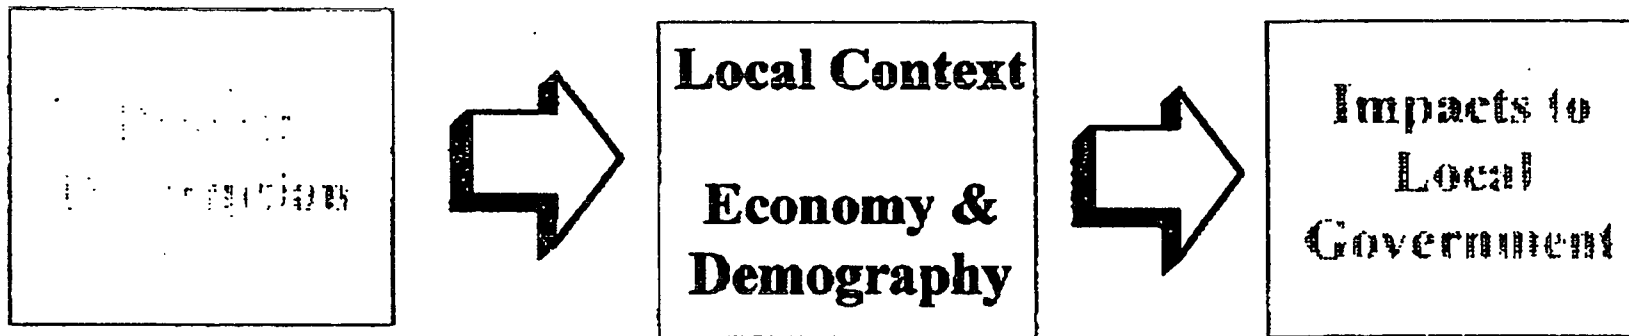 Local Context
Economy &
Demography
Impacts to
Local
Government